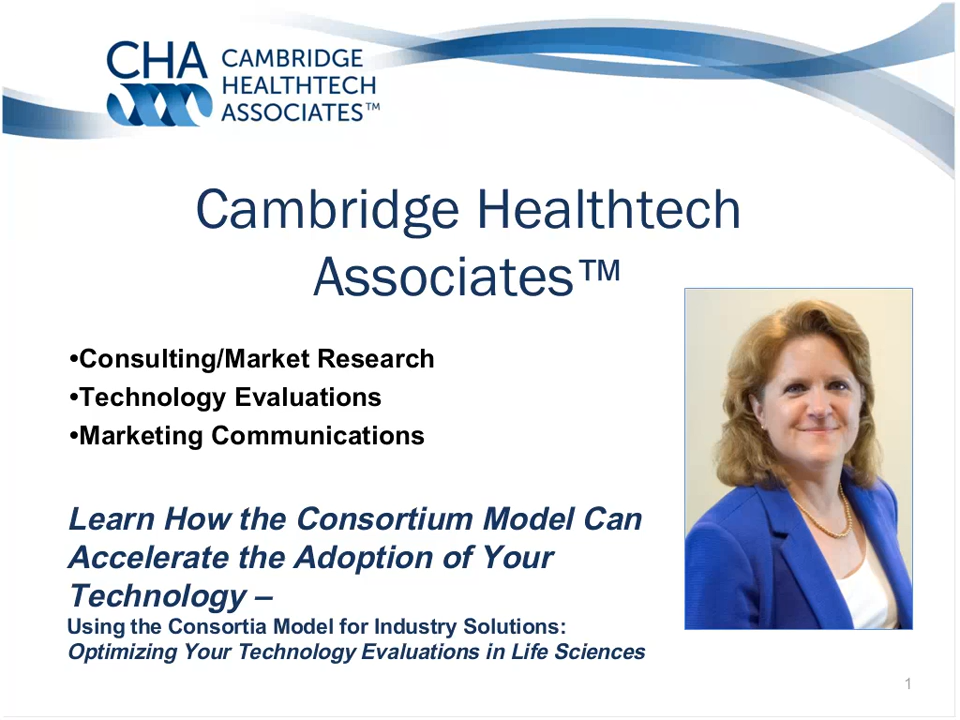 CHA
CAMBRIDGE
HEALTHTECH
ASSOCIATES™
Cambridge Healthtech
Associates™
•Consulting/Market Research
•Technology Evaluations
•Marketing Communications
Learn How the Consortium Model Can
Accelerate the Adoption of Your
Technology –
Using the Consortia Model for Industry Solutions:
Optimizing Your Technology Evaluations in Life Sciences
1